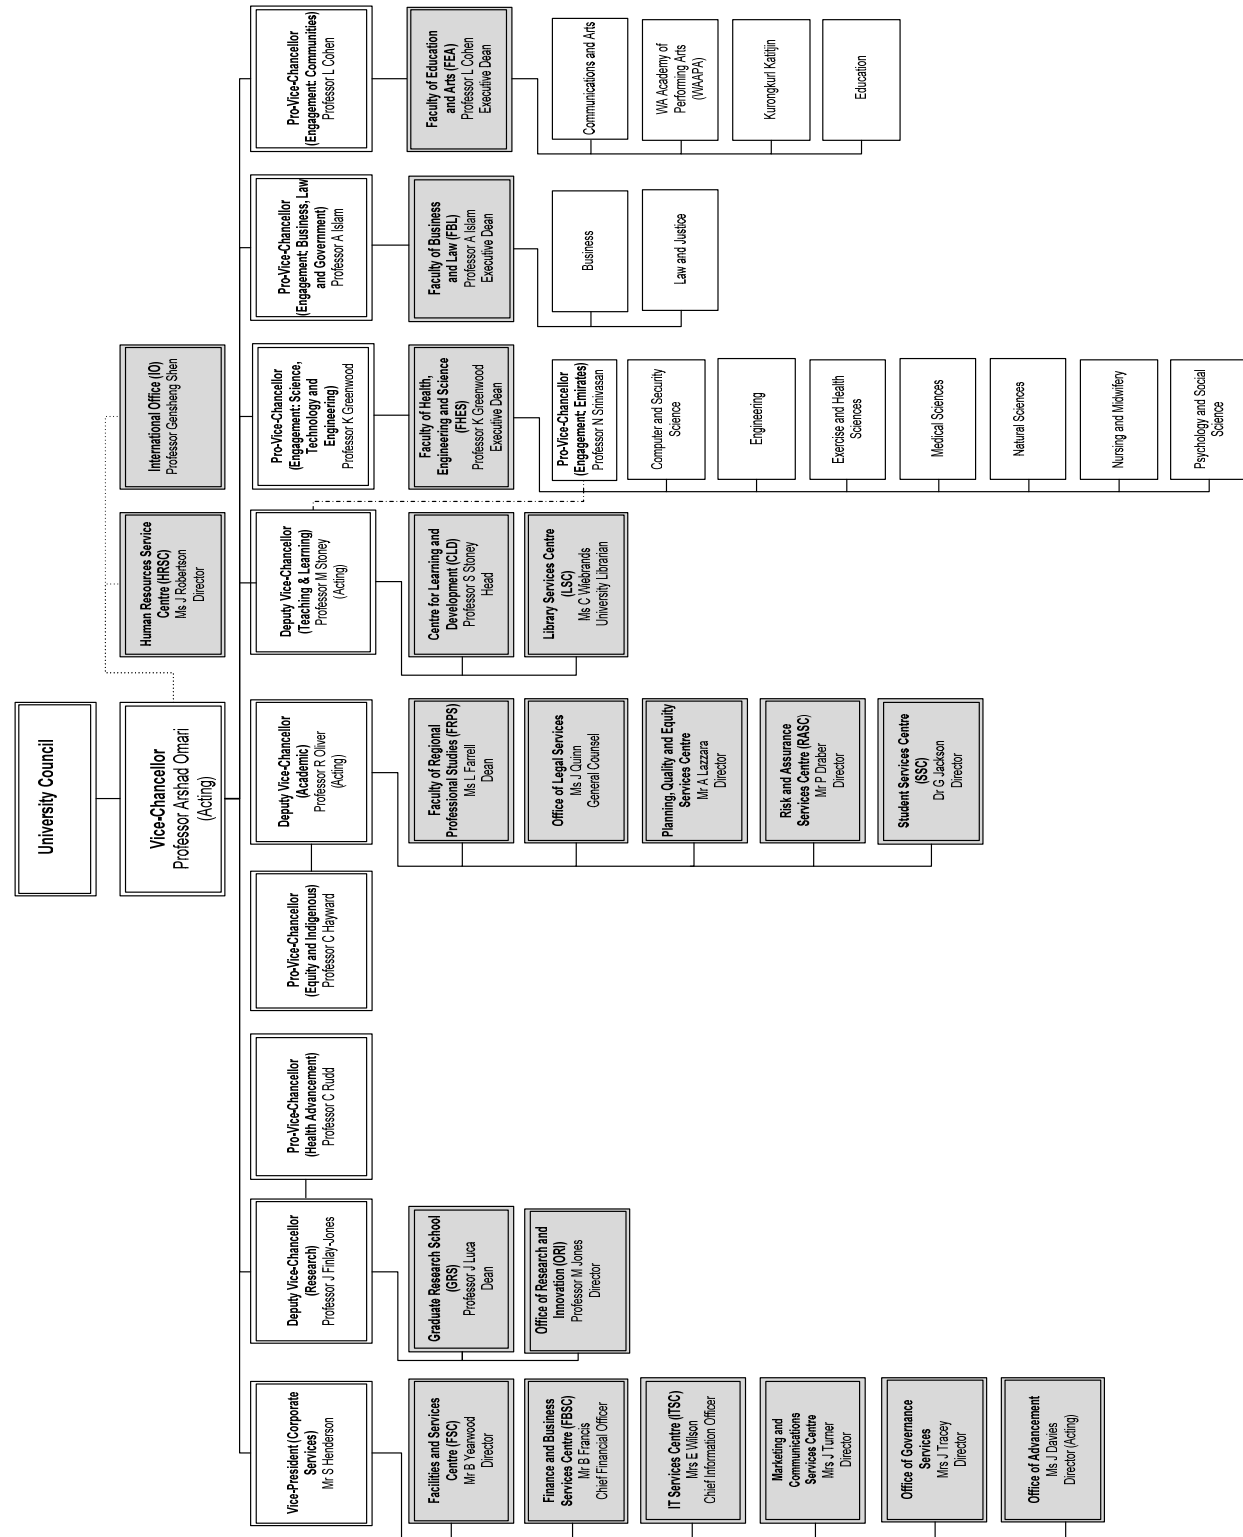 University Council
Vice-Chancellor
Professor Arshad Omari
(Acting)
Human Resources Service
Centre (HRSC)
Ms J Robertson
Director
International Office (IO)
Professor Gensheng Shen
Vice-President (Corporate
Services)
Mr S Henderson
Deputy Vice-Chancellor
(Research)
Professor J Finlay-Jones
Pro-Vice-Chancellor
(Health Advancement)
Professor C Rudd
Pro-Vice-Chancellor
(Equity and Indigenous)
Professor C Hayward
Deputy Vice-Chancellor
(Academic)
Professor R Oliver
(Acting)
Deputy Vice-Chancellor
(Teaching & Learning)
Professor M Stoney
(Acting)
Pro-Vice-Chancellor
(Engagement: Science,
Technology and
Engineering)
Professor K Greenwood
Pro-Vice-Chancellor
(Engagement: Business, Law
and Government)
Professor A Islam
Pro-Vice-Chancellor
(Engagement: Communities)
Professor L Cohen
Facilities and Services
Centre (FSC)
Mr B Yearwood
Director
Finance and Business
Services Centre (FBSC)
Mr B Francis
Chief Financial Officer
IT Services Centre (ITSC)
Mrs E Wilson
Chief Information Officer
Marketing and
Communications
Services Centre
Mrs J Turner
Director
Office of Governance
Services
Mrs J Tracey
Director
Office of Advancement
Ms J Davies
Director (Acting)
Graduate Research School
(GRS)
Professor J Luca
Dean
Office of Research and
Innovation (ORI)
Professor M Jones
Director
Faculty of Regional
Professional Studies (FRPS)
Ms L Farrell
Dean
Office of Legal Services
Ms J Quinn
General Counsel
Planning, Quality and Equity
Services Centre
Mr A Lazzara
Director
Risk and Assurance
Services Centre (RASC)
Mr P Draber
Director
Student Services Centre
(SSC)
Dr G Jackson
Director
Centre for Learning and
Development (CLD)
Professor S Stoney
Head
Library Services Centre
(LSC)
Ms C Wiebrands
University Librarian
Faculty of Health,
Engineering and Science
(FHES)
Professor K Greenwood
Executive Dean
Pro-Vice-Chancellor
(Engagement: Emirates)
Professor N Srinivasan
Computer and Security
Science
Engineering
Exercise and Health
Sciences
Medical Sciences
Natural Sciences
Nursing and Midwifery
Psychology and Social
Science
Faculty of Business
and Law (FBL)
Professor A Islam
Executive Dean
Business
Law and Justice
Faculty of Education
and Arts (FEA)
Professor L Cohen
Executive Dean
Communications and Arts
WA Academy of
Performing Arts
(WAAPA)
Kurongkurl Katitjin
Education